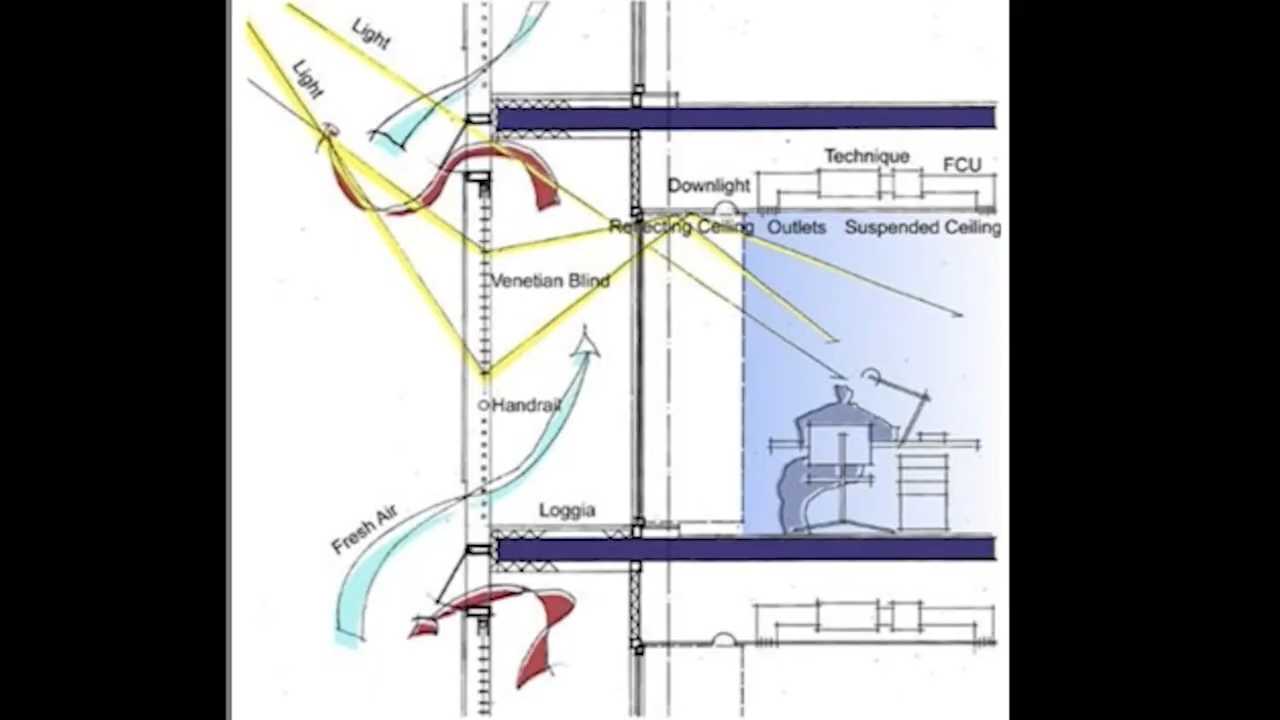 Light
Light
Technique
FCU
Downlight
Reflecting Ceiling
Outlets
Suspended Ceiling
Venetian Blind
Handrail
Loggia
Fresh Air